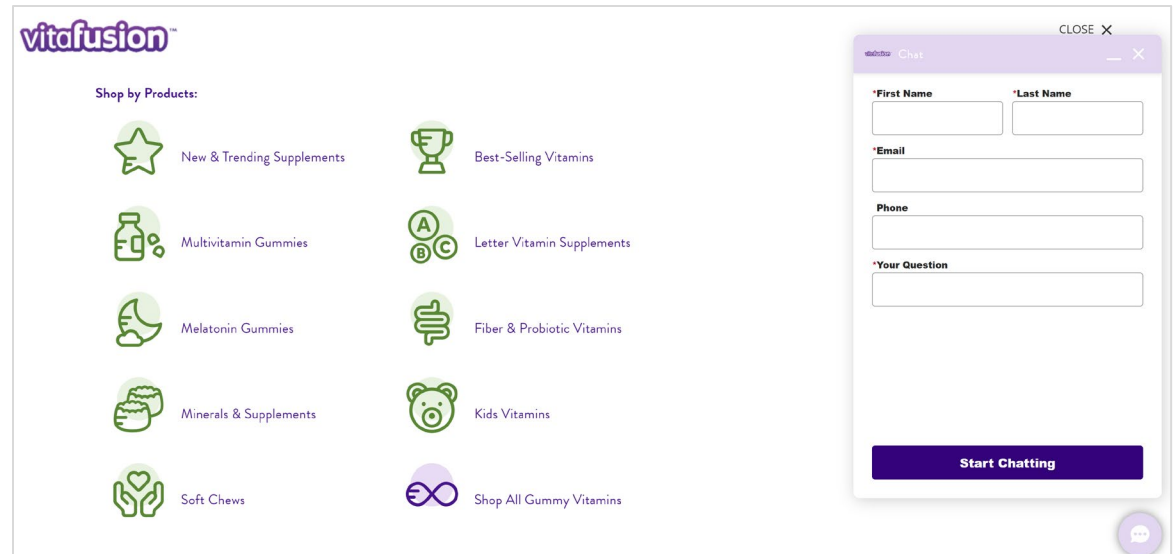 vitafusion™
CLOSE X
Shop by Products:
New & Trending Supplements
Best-Selling Vitamins
Multivitamin Gummies
A
B C
Letter Vitamin Supplements
Melatonin Gummies
Fiber & Probiotic Vitamins
Minerals & Supplements
Kids Vitamins
Soft Chews
Shop All Gummy Vitamins
vitafusion Chat
*First Name
*Last Name
*Email
Phone
*Your Question
Start Chatting